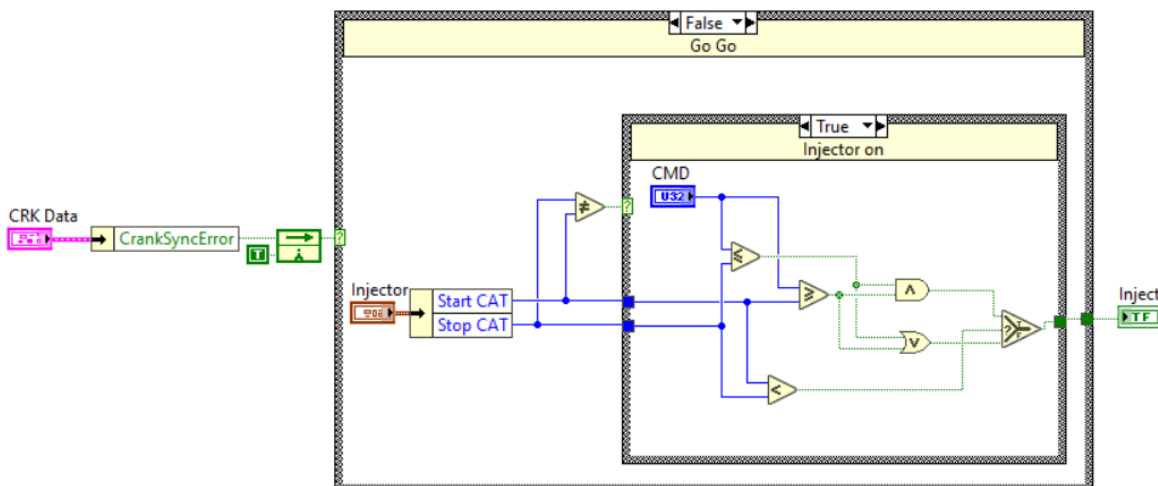 False
Go Go
True
Injector on
CMD
U32
CRK Data
CrankSyncError
T
?
?
Injector
Start CAT
Stop CAT
≠
≤
≥
<
∧
∨
?
T
F
Inject
TF